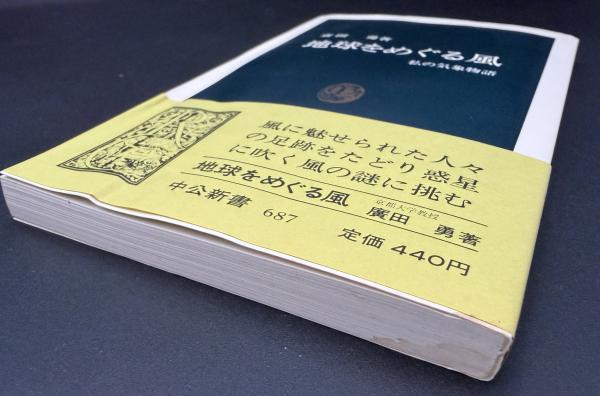 廣田 勇著
地球をめぐる風
私の気象物語
風に魅せられた人々
の足跡をたどり惑星
に吹く風の謎に挑む
地球をめぐる風 京都大学教授 廣田 勇著
中公新書 687 定価 440円